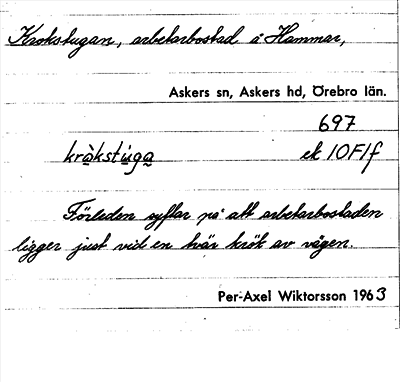 Krokstugan, arbetarbostad å Hammar,
Askers sn, Askers hd, Örebro län.
697
kråkstúga̰ ek 10F1f
Förleden syftar på att arbetarbostaden
ligger just vid en tvär krök av vägen.
Per-Axel Wiktorsson 1963